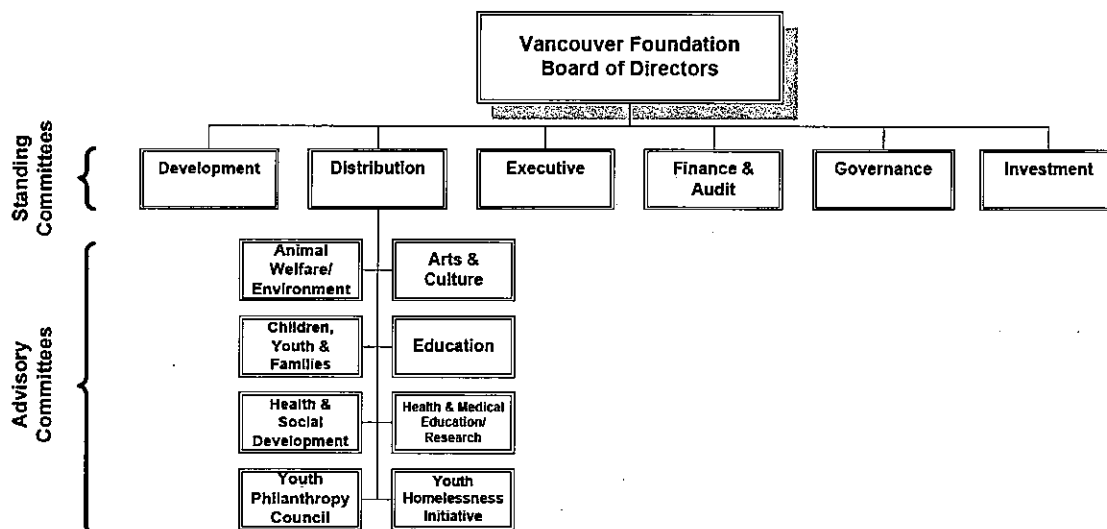 Vancouver Foundation
Board of Directors
Standing
Committees
Development
Distribution
Executive
Finance &
Audit
Governance
Investment
Advisory
Committees
Animal
Welfare/
Environment
Arts &
Culture
Children,
Youth &
Families
Education
Health &
Social
Development
Health & Medical
Education/
Research
Youth
Philanthropy
Council
Youth
Homelessness
Initiative